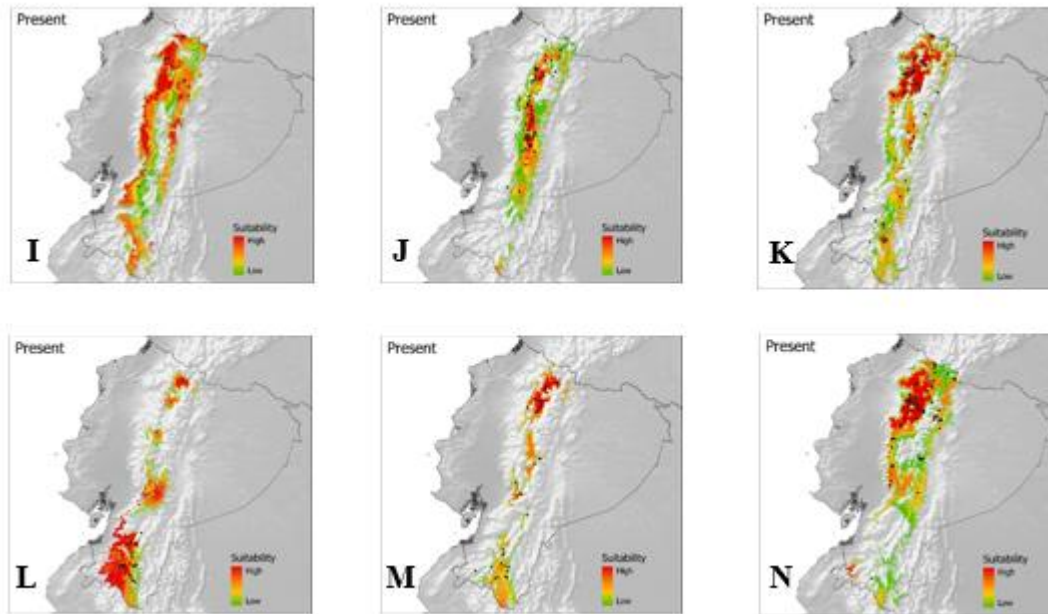 Present
Suitability
High
Low
I
Present
Suitability
High
Low
J
Present
Suitability
High
Low
K
Present
Suitability
High
Low
L
Present
Suitability
High
Low
M
Present
Suitability
High
Low
N